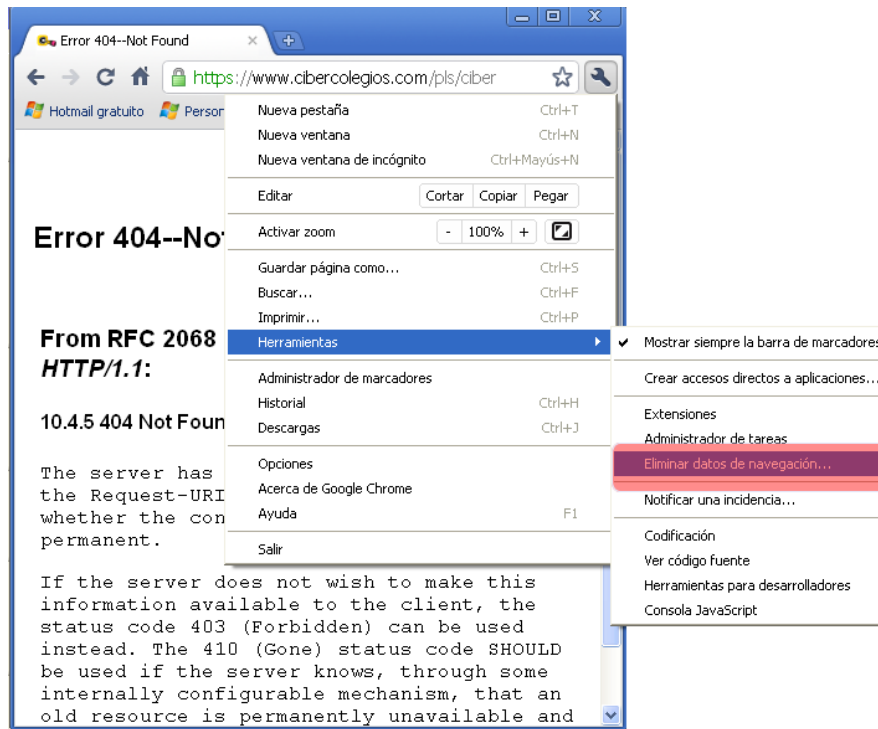 Error 404--Not Found
https://www.cibercolegios.com/pls/ciber
Hotmail gratuito
Nueva pestaña Ctrl+T
Nueva ventana Ctrl+N
Nueva ventana de incógnito Ctrl+Mayús+N
Editar Cortar Copiar Pegar
Activar zoom - 100% +
Guardar página como... Ctrl+S
Buscar... Ctrl+F
Imprimir... Ctrl+P
Herramientas
Administrador de marcadores
Historial Ctrl+H
Descargas Ctrl+J
Opciones
Acerca de Google Chrome
Ayuda F1
Salir
Mostrar siempre la barra de marcadores
Crear accesos directos a aplicaciones...
Extensiones
Administrador de tareas
Eliminar datos de navegación...
Notificar una incidencia...
Codificación
Ver código fuente
Herramientas para desarrolladores
Consola JavaScript
Error 404--No
From RFC 2068
HTTP/1.1:
10.4.5 404 Not Foun
The server has
the Request-URI
whether the con
permanent.
If the server does not wish to make this
information available to the client, the
status code 403 (Forbidden) can be used
instead. The 410 (Gone) status code SHOULD
be used if the server knows, through some
internally configurable mechanism, that an
old resource is permanently unavailable and